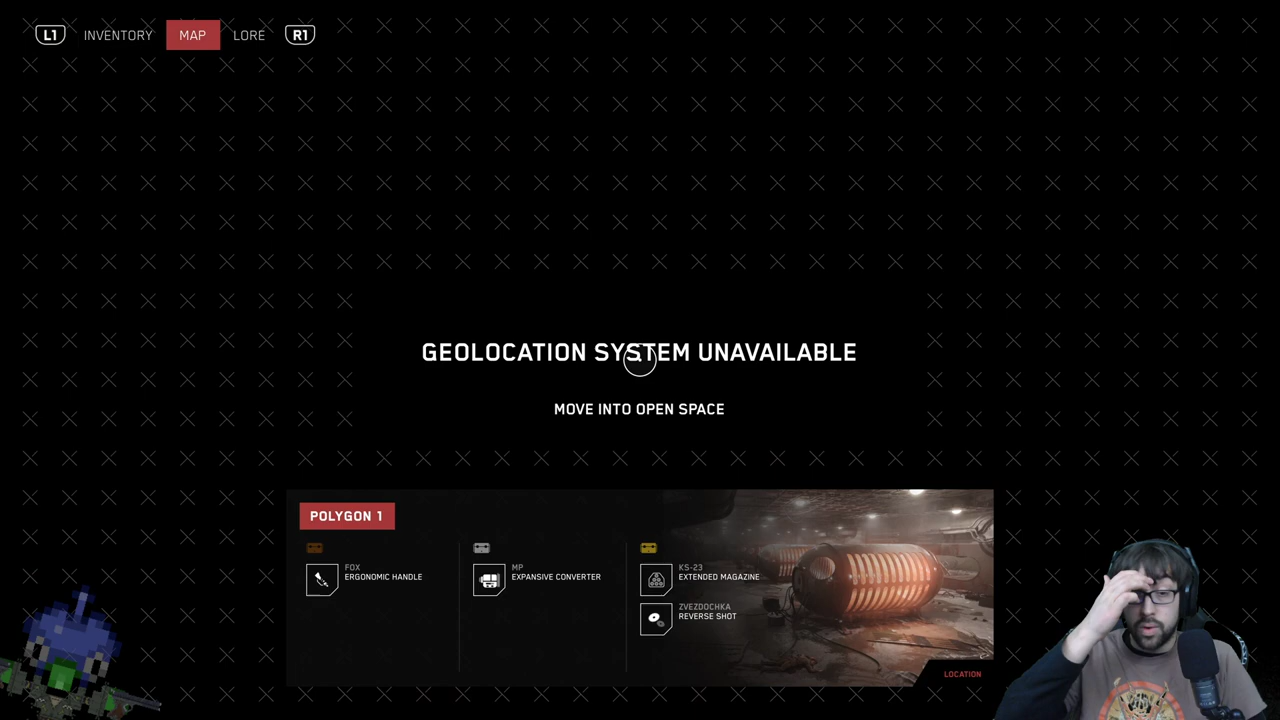 L1 INVENTORY MAP LORE R1
GEOLOCATION SYSTEM UNAVAILABLE
MOVE INTO OPEN SPACE
POLYGON 1
FOX
ERGONOMIC HANDLE
MP
EXPANSIVE CONVERTER
KS-23
EXTENDED MAGAZINE
ZVEZDOCHKA
REVERSE SHOT
LOCATION